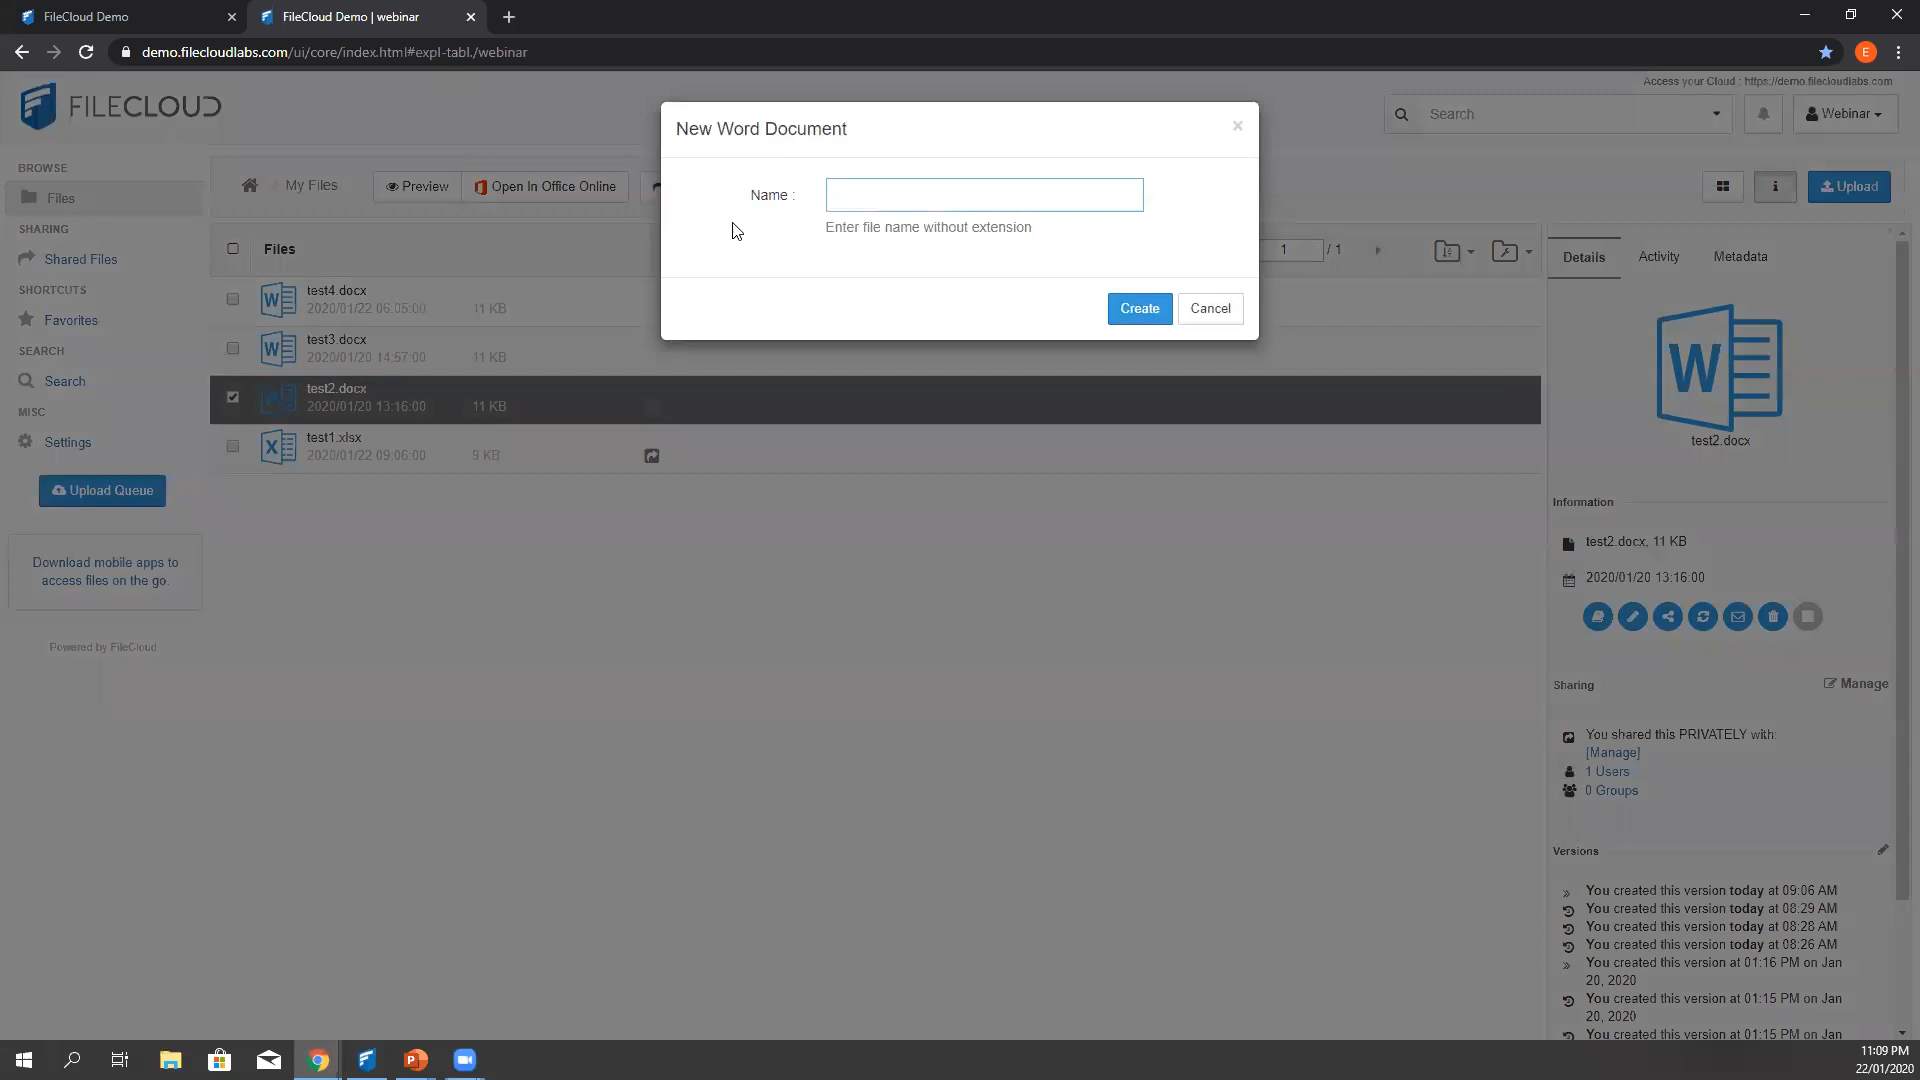 FileCloud Demo
FileCloud Demo | webinar
demo.filecloudlabs.com/ui/core/index.html#expl-tabl./webinar
E
Access your Cloud : https://demo.filecloudlabs.com
FILECLOUD
Search
Webinar
New Word Document
×
Name :
Enter file name without extension
Create
Cancel
BROWSE
Files
SHARING
Shared Files
SHORTCUTS
Favorites
SEARCH
Search
MISC
Settings
Upload Queue
Download mobile apps to
access files on the go.
Powered by FileCloud
My Files
Preview
Open In Office Online
Upload
Files
1 / 1
test4.docx
2020/01/22 06:05:00 11 KB
test3.docx
2020/01/20 14:57:00 11 KB
test2.docx
2020/01/20 13:16:00 11 KB
test1.xlsx
2020/01/22 09:06:00 9 KB
Details Activity Metadata
W
test2.docx
Information
test2.docx, 11 KB
2020/01/20 13:16:00
Sharing
Manage
You shared this PRIVATELY with:
[Manage]
1 Users
0 Groups
Versions
You created this version today at 09:06 AM
You created this version today at 08:29 AM
You created this version today at 08:28 AM
You created this version today at 08:26 AM
You created this version at 01:16 PM on Jan
20, 2020
You created this version at 01:15 PM on Jan
20, 2020
You created this version at 01:15 PM on Jan
11:09 PM
22/01/2020